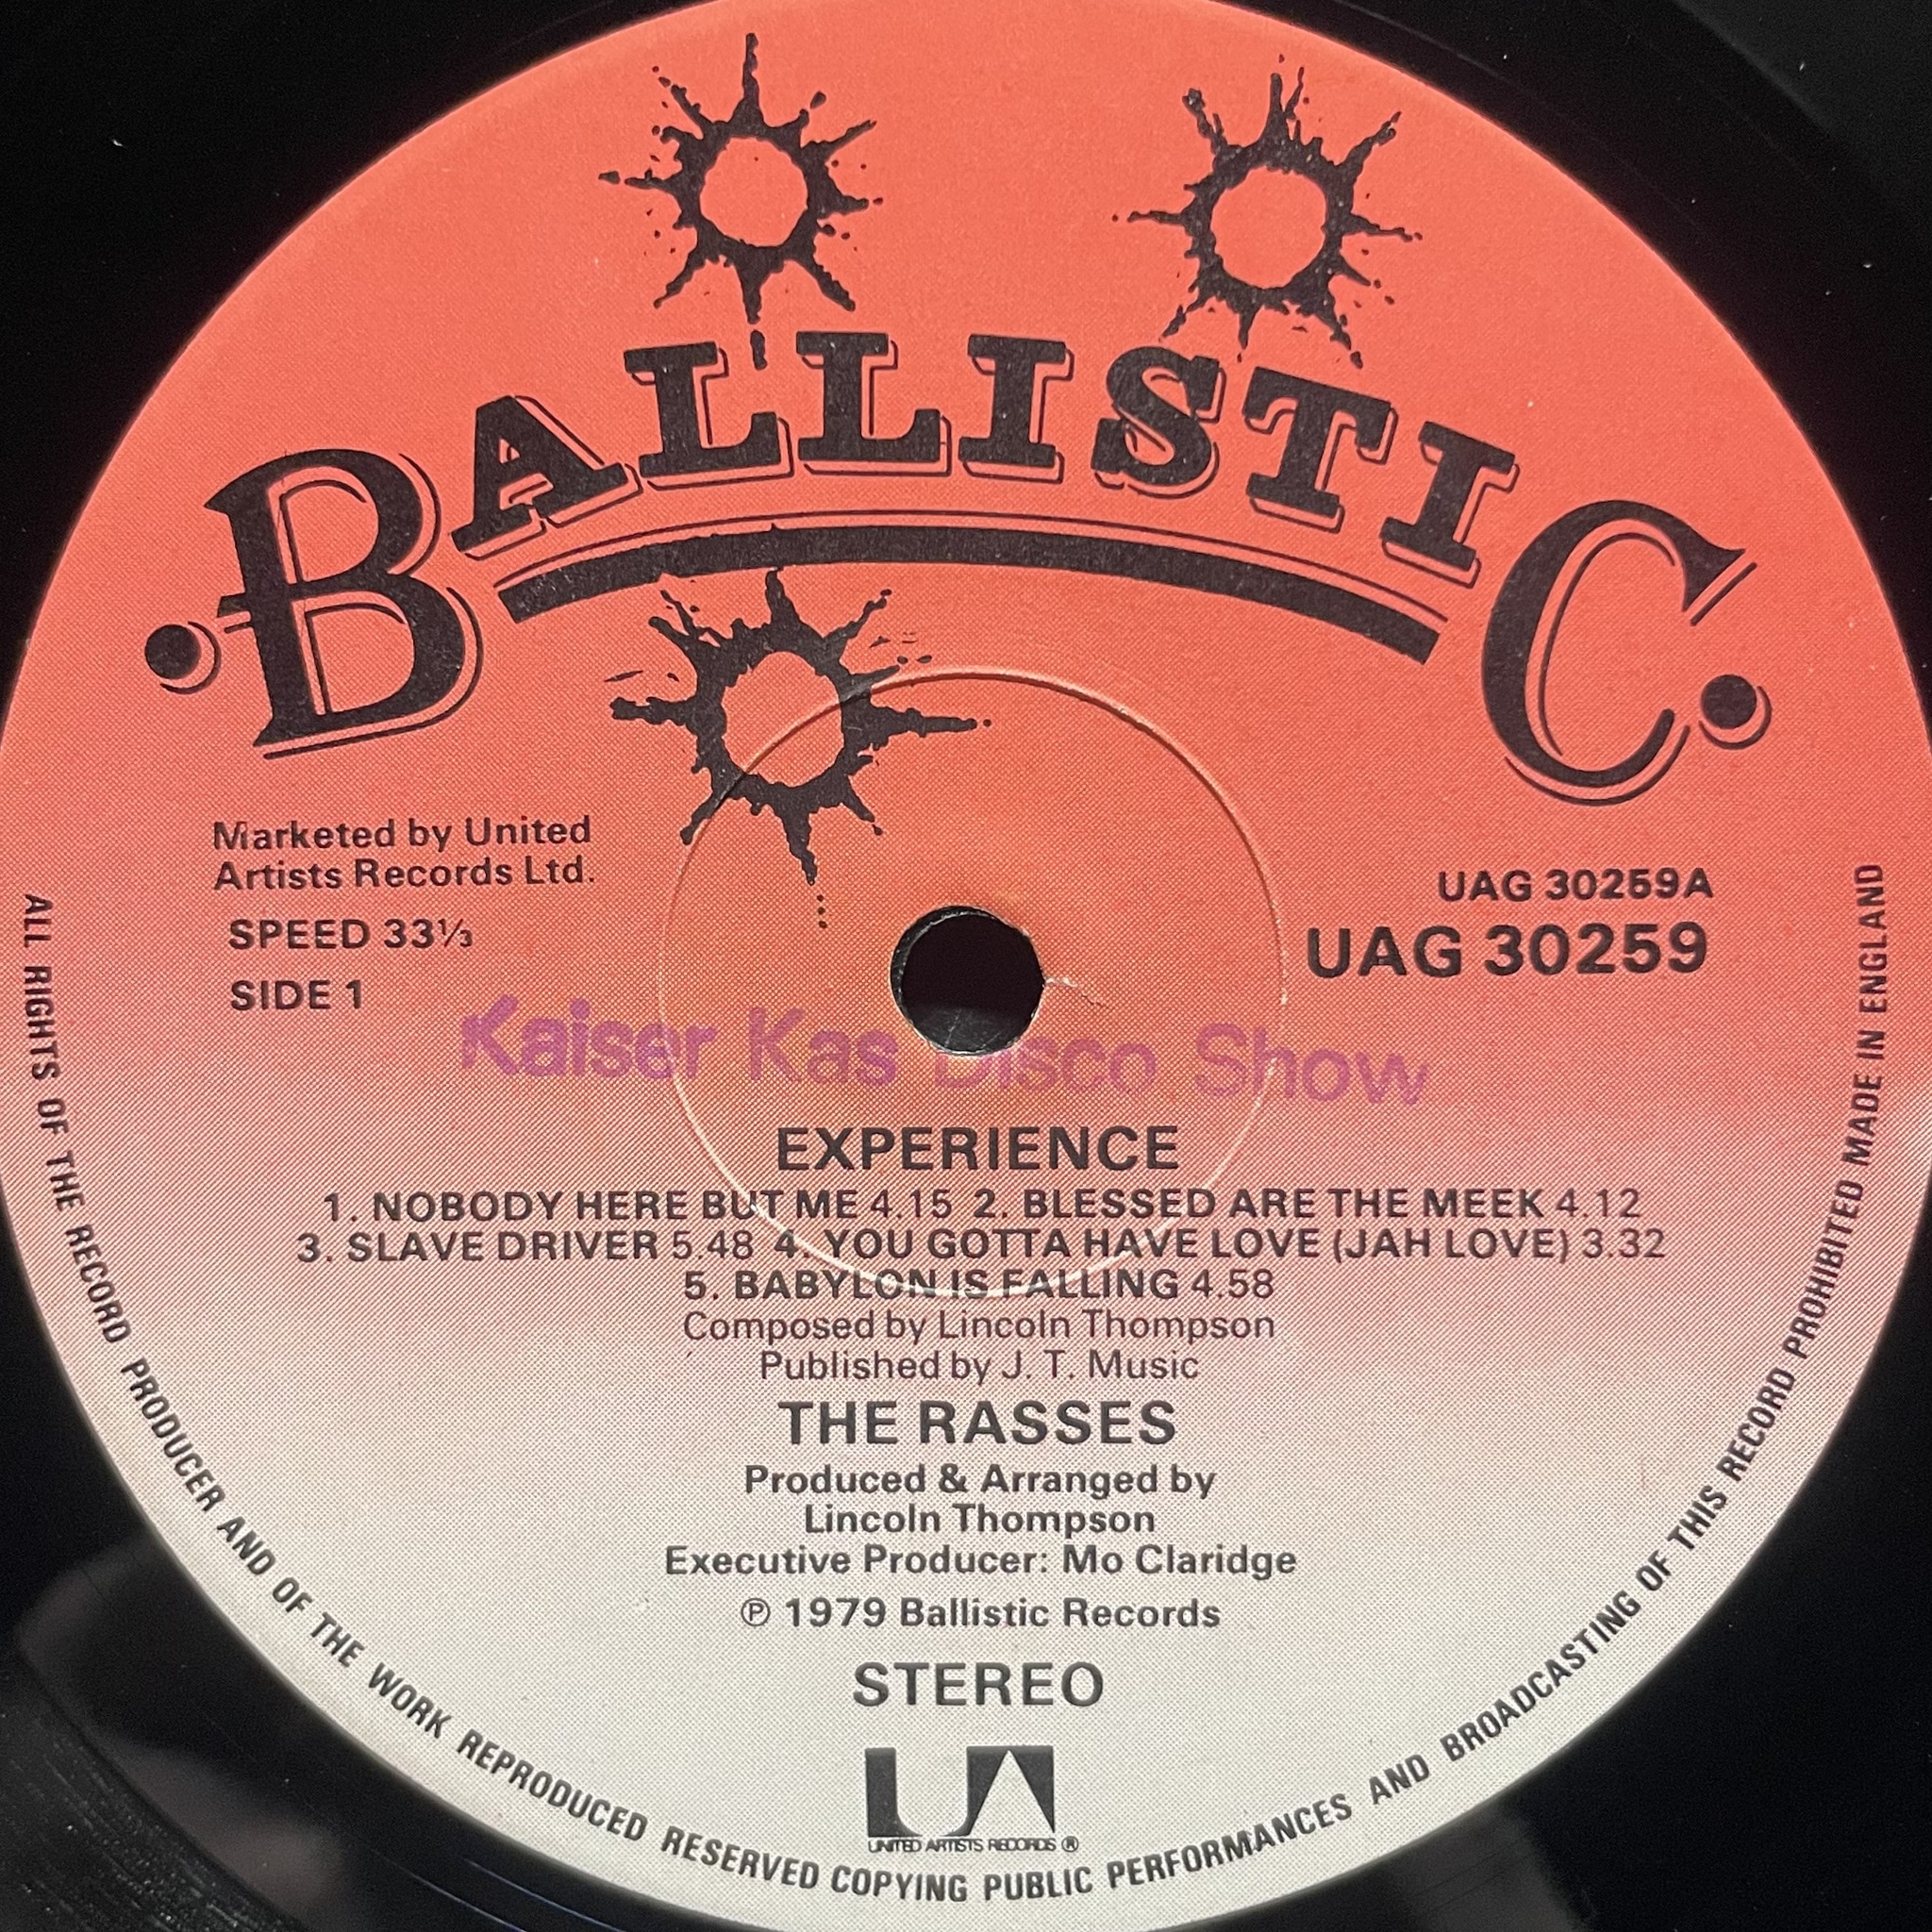 BALLISTIC
Marketed by United
Artists Records Ltd.
SPEED 33⅓
SIDE 1
UAG 30259A
UAG 30259
Kaiser Kas Disco Show
EXPERIENCE
1. NOBODY HERE BUT ME 4.15 2. BLESSED ARE THE MEEK 4.12
3. SLAVE DRIVER 5.48 4. YOU GOTTA HAVE LOVE (JAH LOVE) 3.32
5. BABYLON IS FALLING 4.58
Composed by Lincoln Thompson
Published by J. T. Music
THE RASSES
Produced & Arranged by
Lincoln Thompson
Executive Producer: Mo Claridge
℗ 1979 Ballistic Records
STEREO
UA
UNITED ARTISTS RECORDS ®
ALL RIGHTS OF THE RECORD PRODUCER AND OF THE WORK REPRODUCED RESERVED COPYING PUBLIC PERFORMANCES AND BROADCASTING OF THIS RECORD PROHIBITED MADE IN ENGLAND